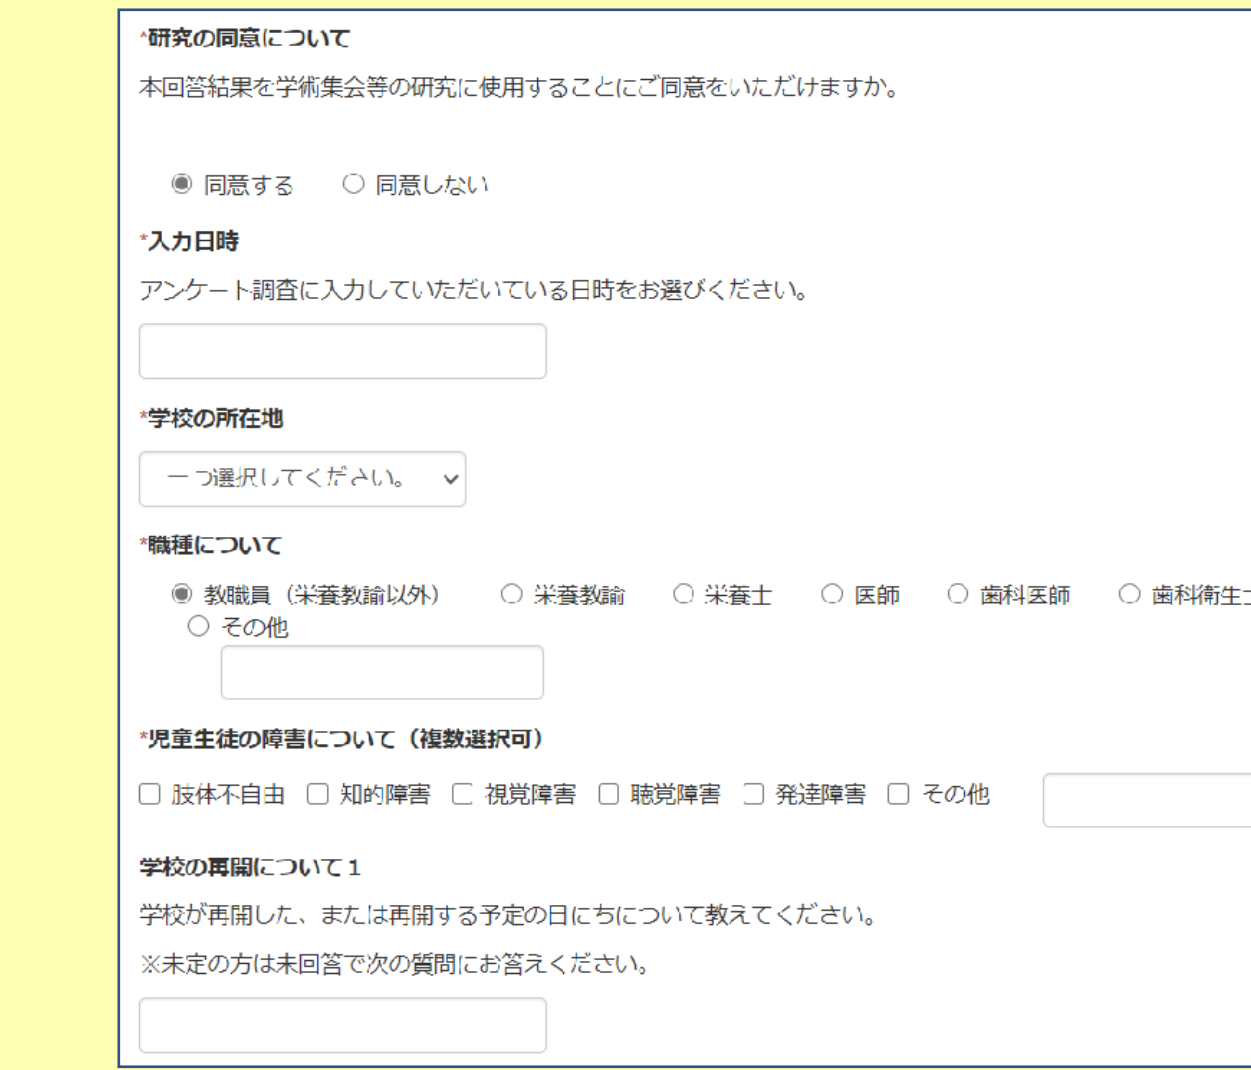 *研究の同意について
本回答結果を学術集会等の研究に使用することにご同意をいただけますか。
同意する 同意しない
*入力日時
アンケート調査に入力していただいている日時をお選びください。
*学校の所在地
一つ選択してください。
*職種について
教職員（栄養教諭以外） 栄養教諭 栄養士 医師 歯科医師 歯科衛生士
その他
*児童生徒の障害について（複数選択可）
肢体不自由 知的障害 視覚障害 聴覚障害 発達障害 その他
学校の再開について１
学校が再開した、または再開する予定の日にちについて教えてください。
※未定の方は未回答で次の質問にお答えください。